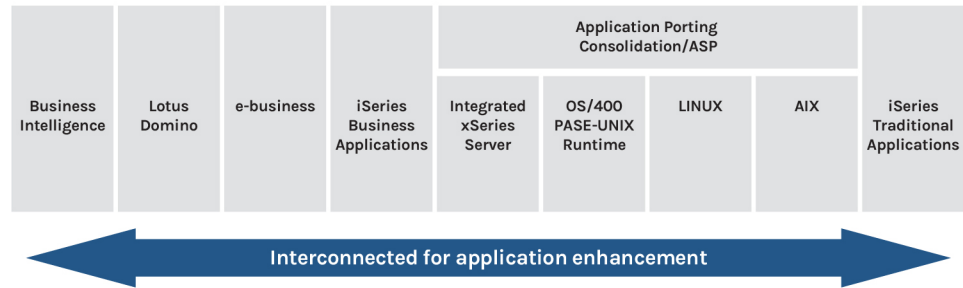 Application Porting
Consolidation/ASP
Business
Intelligence
Lotus
Domino
e-business
iSeries
Business
Applications
Integrated
xSeries
Server
OS/400
PASE-UNIX
Runtime
LINUX
AIX
iSeries
Traditional
Applications
Interconnected for application enhancement